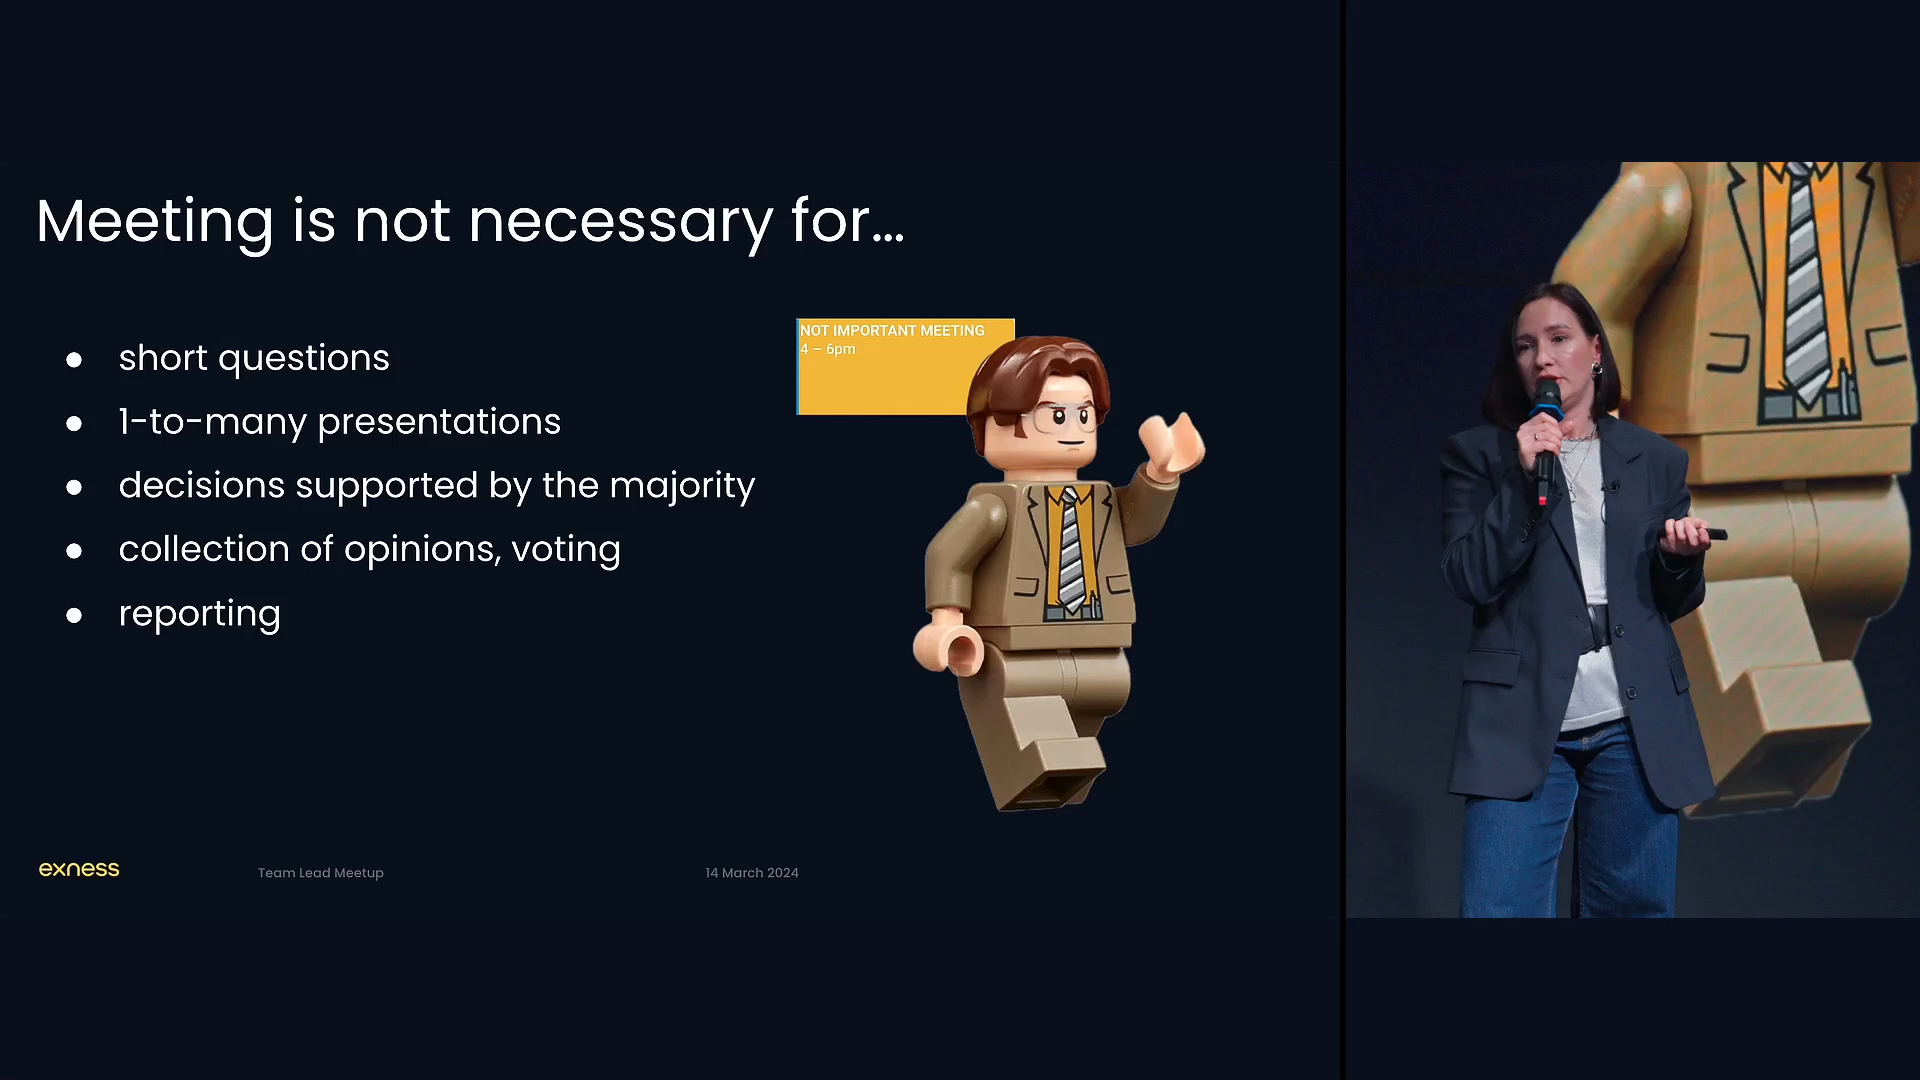 Meeting is not necessary for...
● short questions
● 1-to-many presentations
● decisions supported by the majority
● collection of opinions, voting
● reporting
NOT IMPORTANT MEETING
4 – 6pm
exness
Team Lead Meetup
14 March 2024